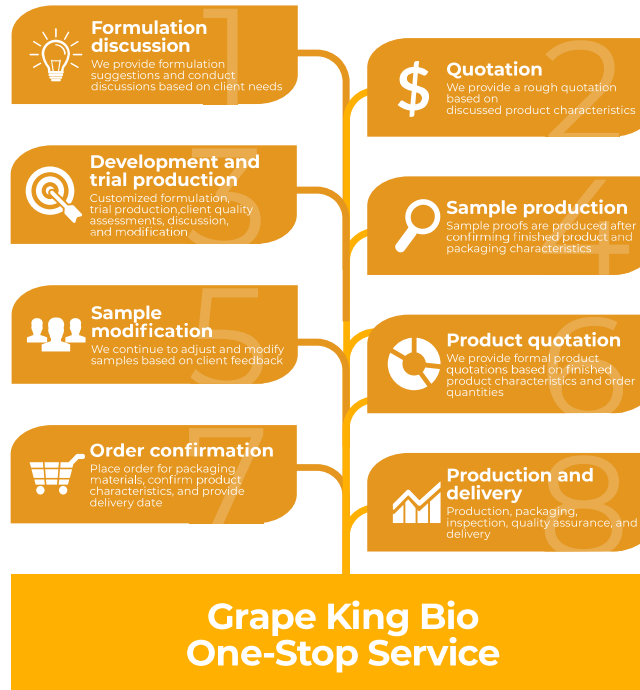 1
Formulation
discussion
We provide formulation
suggestions and conduct
discussions based on client needs
2
Quotation
We provide a rough quotation
based on
discussed product characteristics
3
Development and
trial production
Customized formulation,
trial production,client quality
assessments, discussion,
and modification
4
Sample production
Sample proofs are produced after
confirming finished product and
packaging characteristics
5
Sample
modification
We continue to adjust and modify
samples based on client feedback
6
Product quotation
We provide formal product
quotations based on finished
product characteristics and order
quantities
7
Order confirmation
Place order for packaging
materials, confirm product
characteristics, and provide
delivery date
8
Production and
delivery
Production, packaging,
inspection, quality assurance, and
delivery
Grape King Bio
One-Stop Service